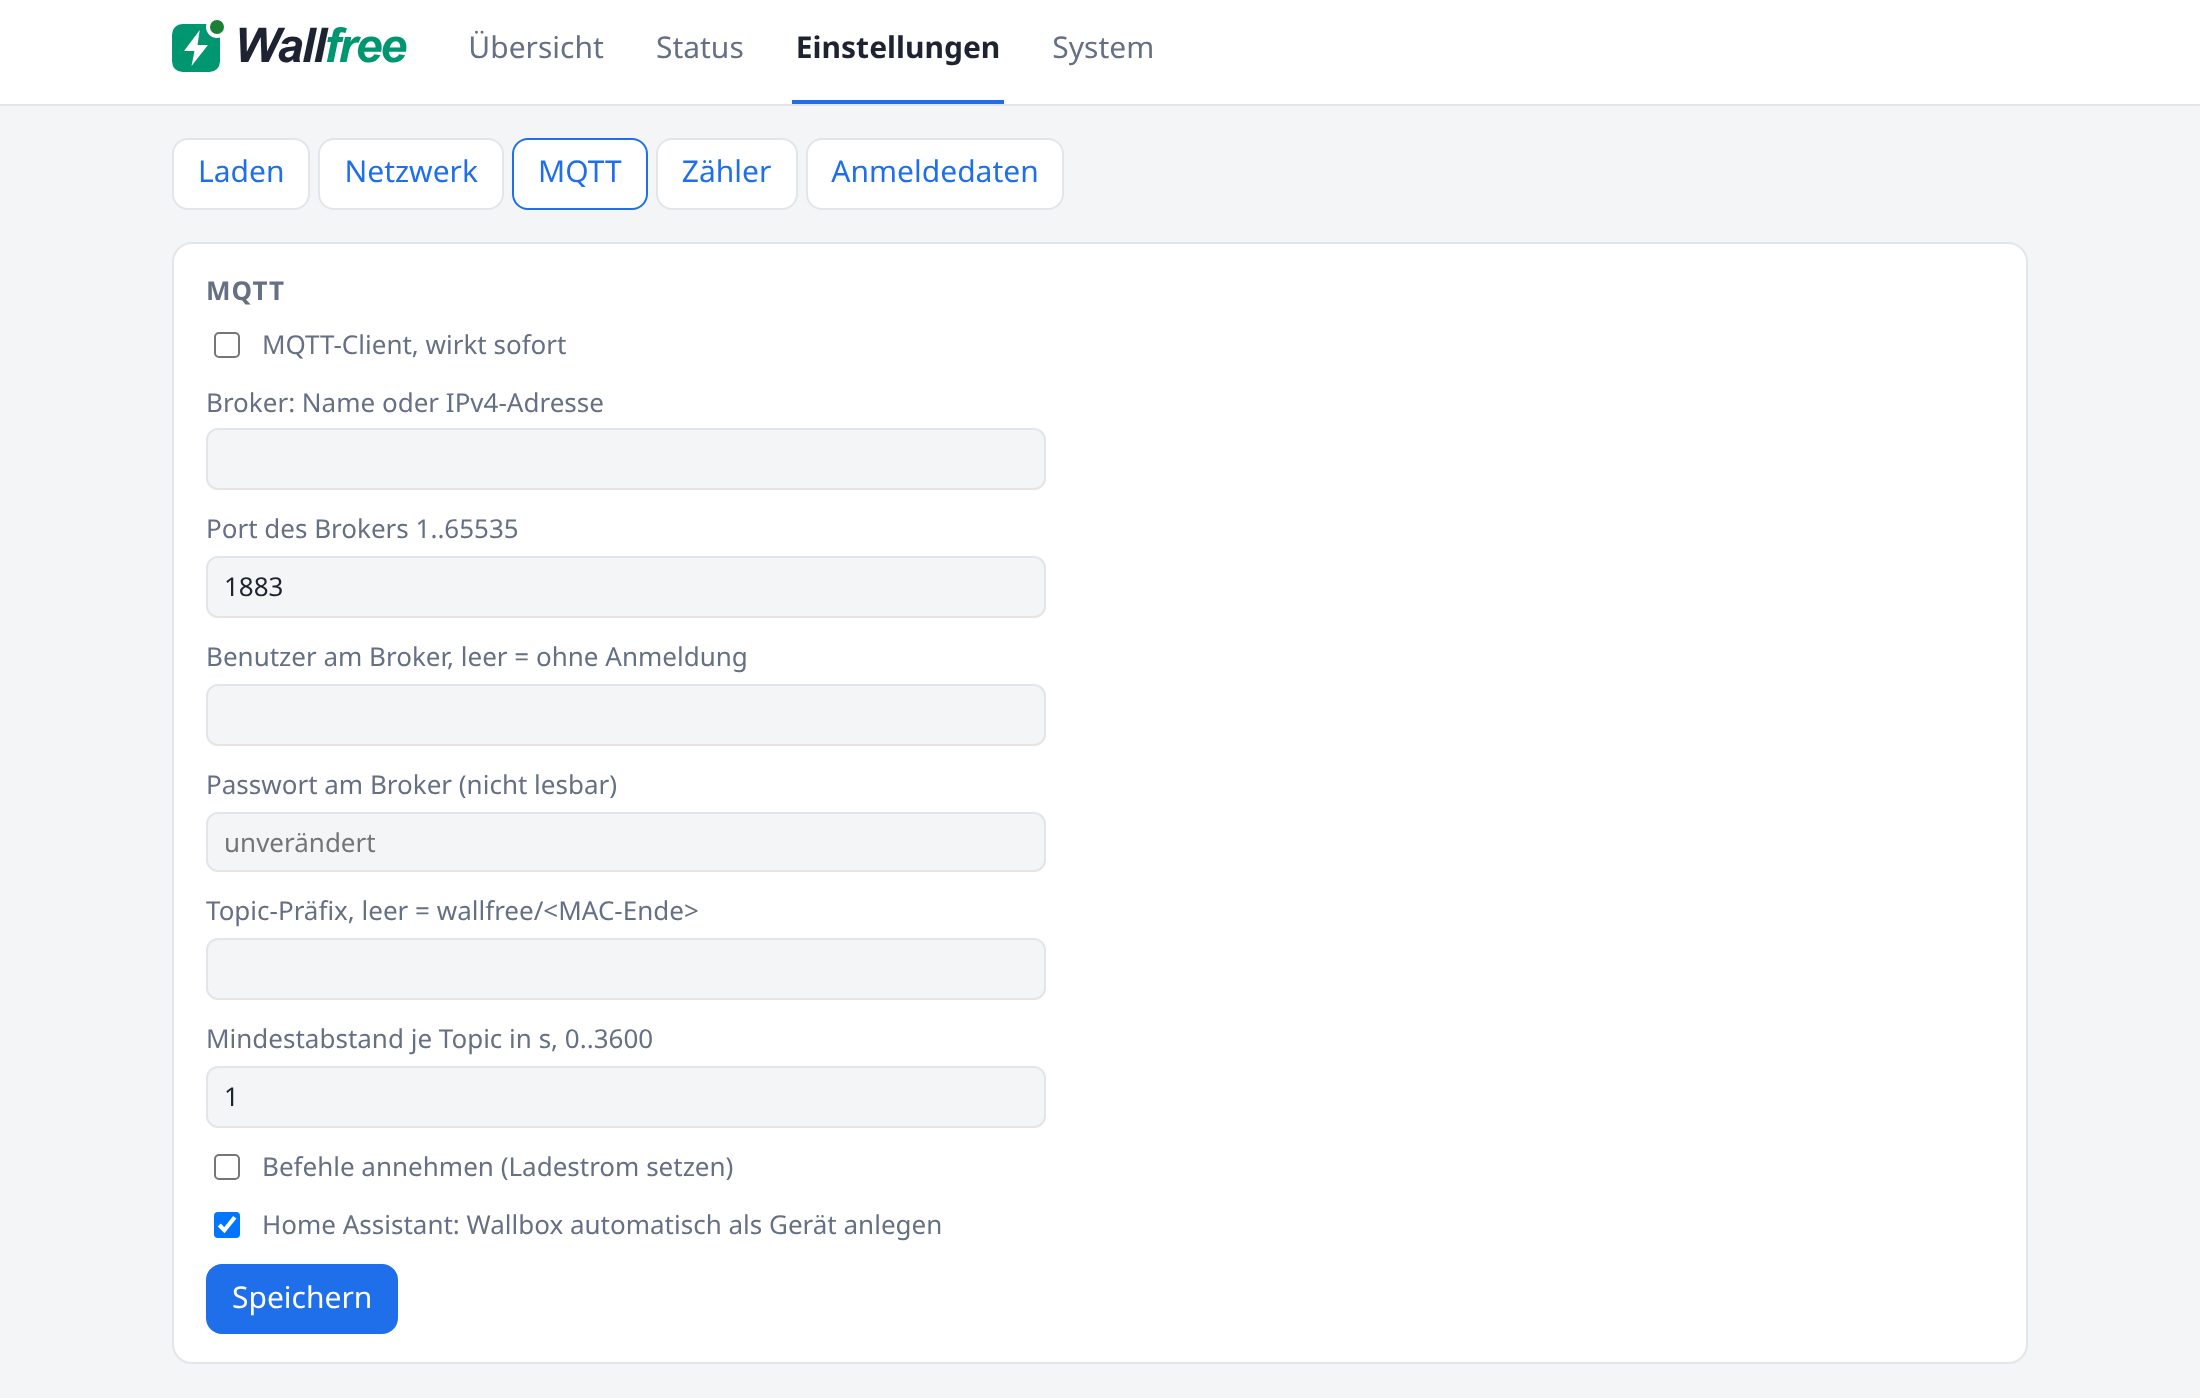 Wallfree
Übersicht
Status
Einstellungen
System
Laden
Netzwerk
MQTT
Zähler
Anmeldedaten
MQTT
MQTT-Client, wirkt sofort
Broker: Name oder IPv4-Adresse
Port des Brokers 1..65535
1883
Benutzer am Broker, leer = ohne Anmeldung
Passwort am Broker (nicht lesbar)
unverändert
Topic-Präfix, leer = wallfree/<MAC-Ende>
Mindestabstand je Topic in s, 0..3600
1
Befehle annehmen (Ladestrom setzen)
Home Assistant: Wallbox automatisch als Gerät anlegen
Speichern